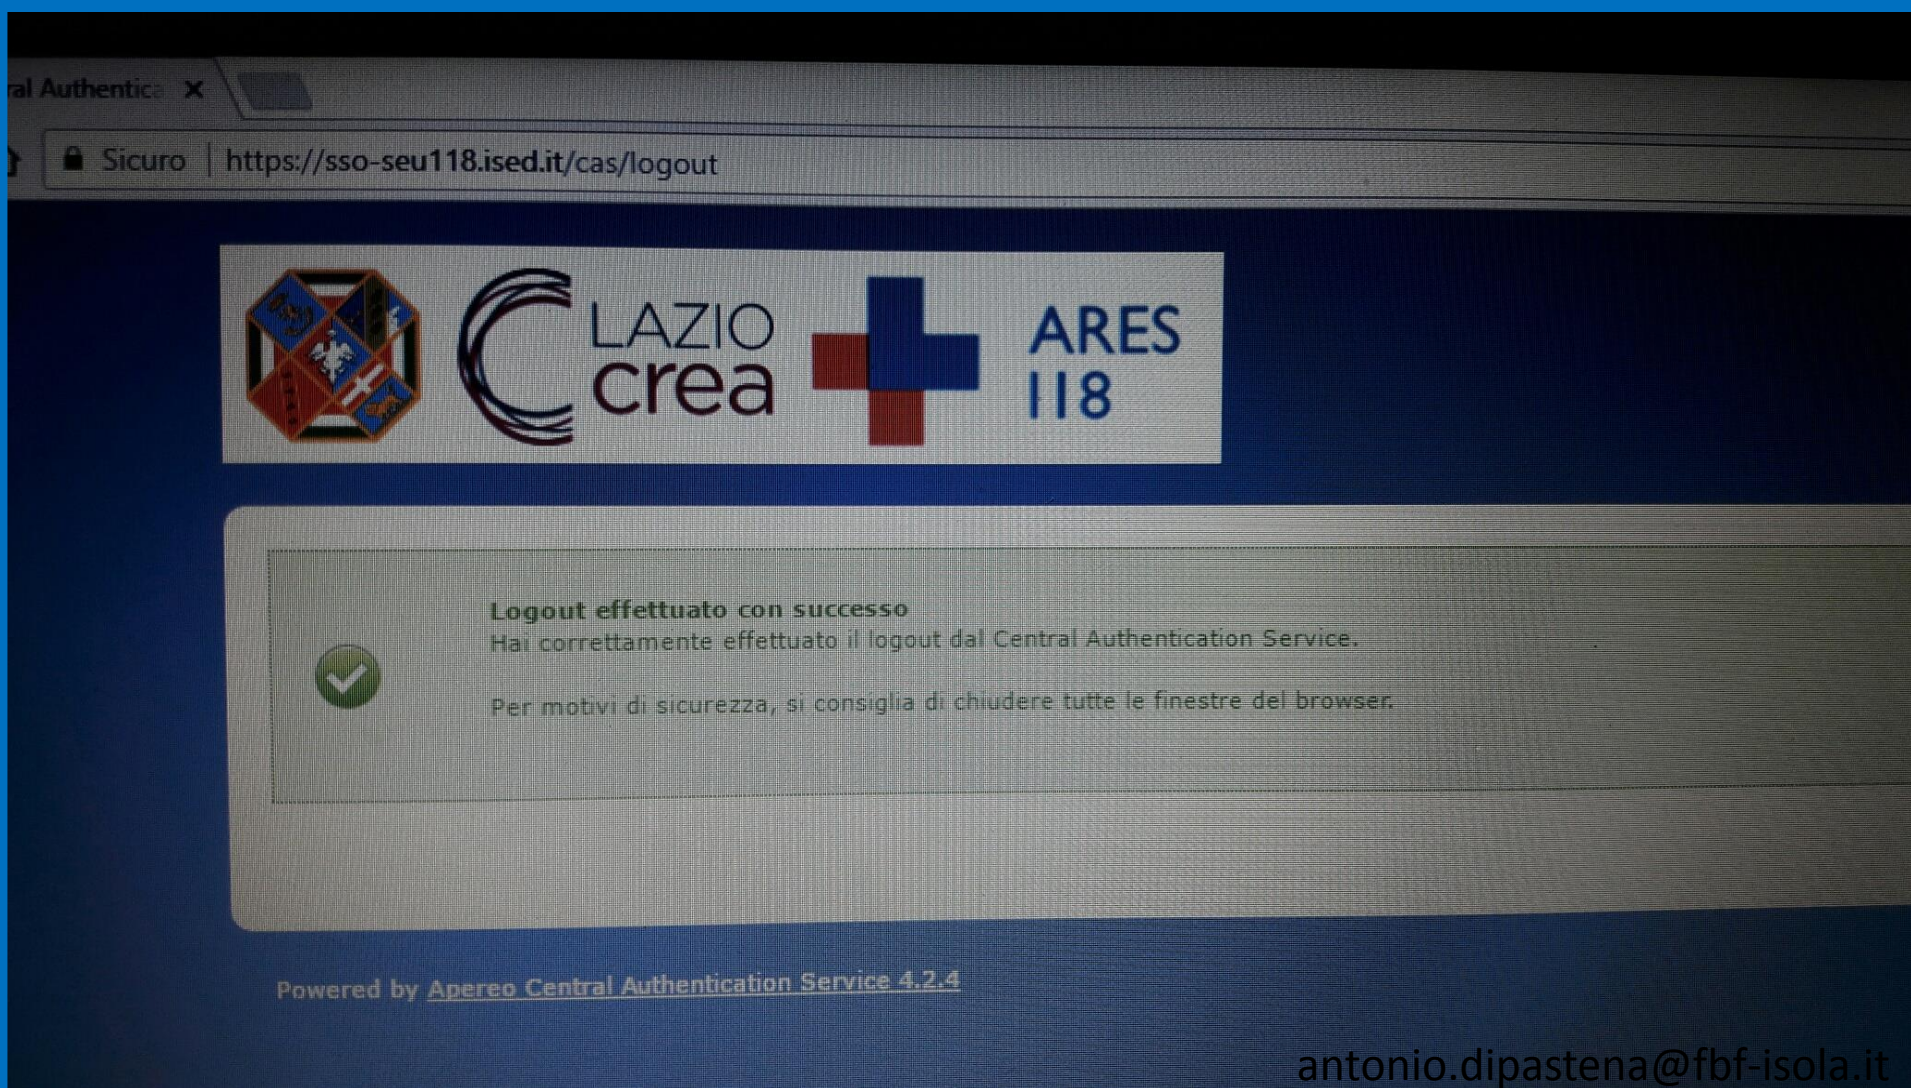 ral Authentica
Sicuro | https://sso-seu118.ised.it/cas/logout
LAZIO
crea
ARES
118
Logout effettuato con successo
Hai correttamente effettuato il logout dal Central Authentication Service.
Per motivi di sicurezza, si consiglia di chiudere tutte le finestre del browser.
Powered by Apereo Central Authentication Service 4.2.4
antonio.dipastena@fbf-isola.it